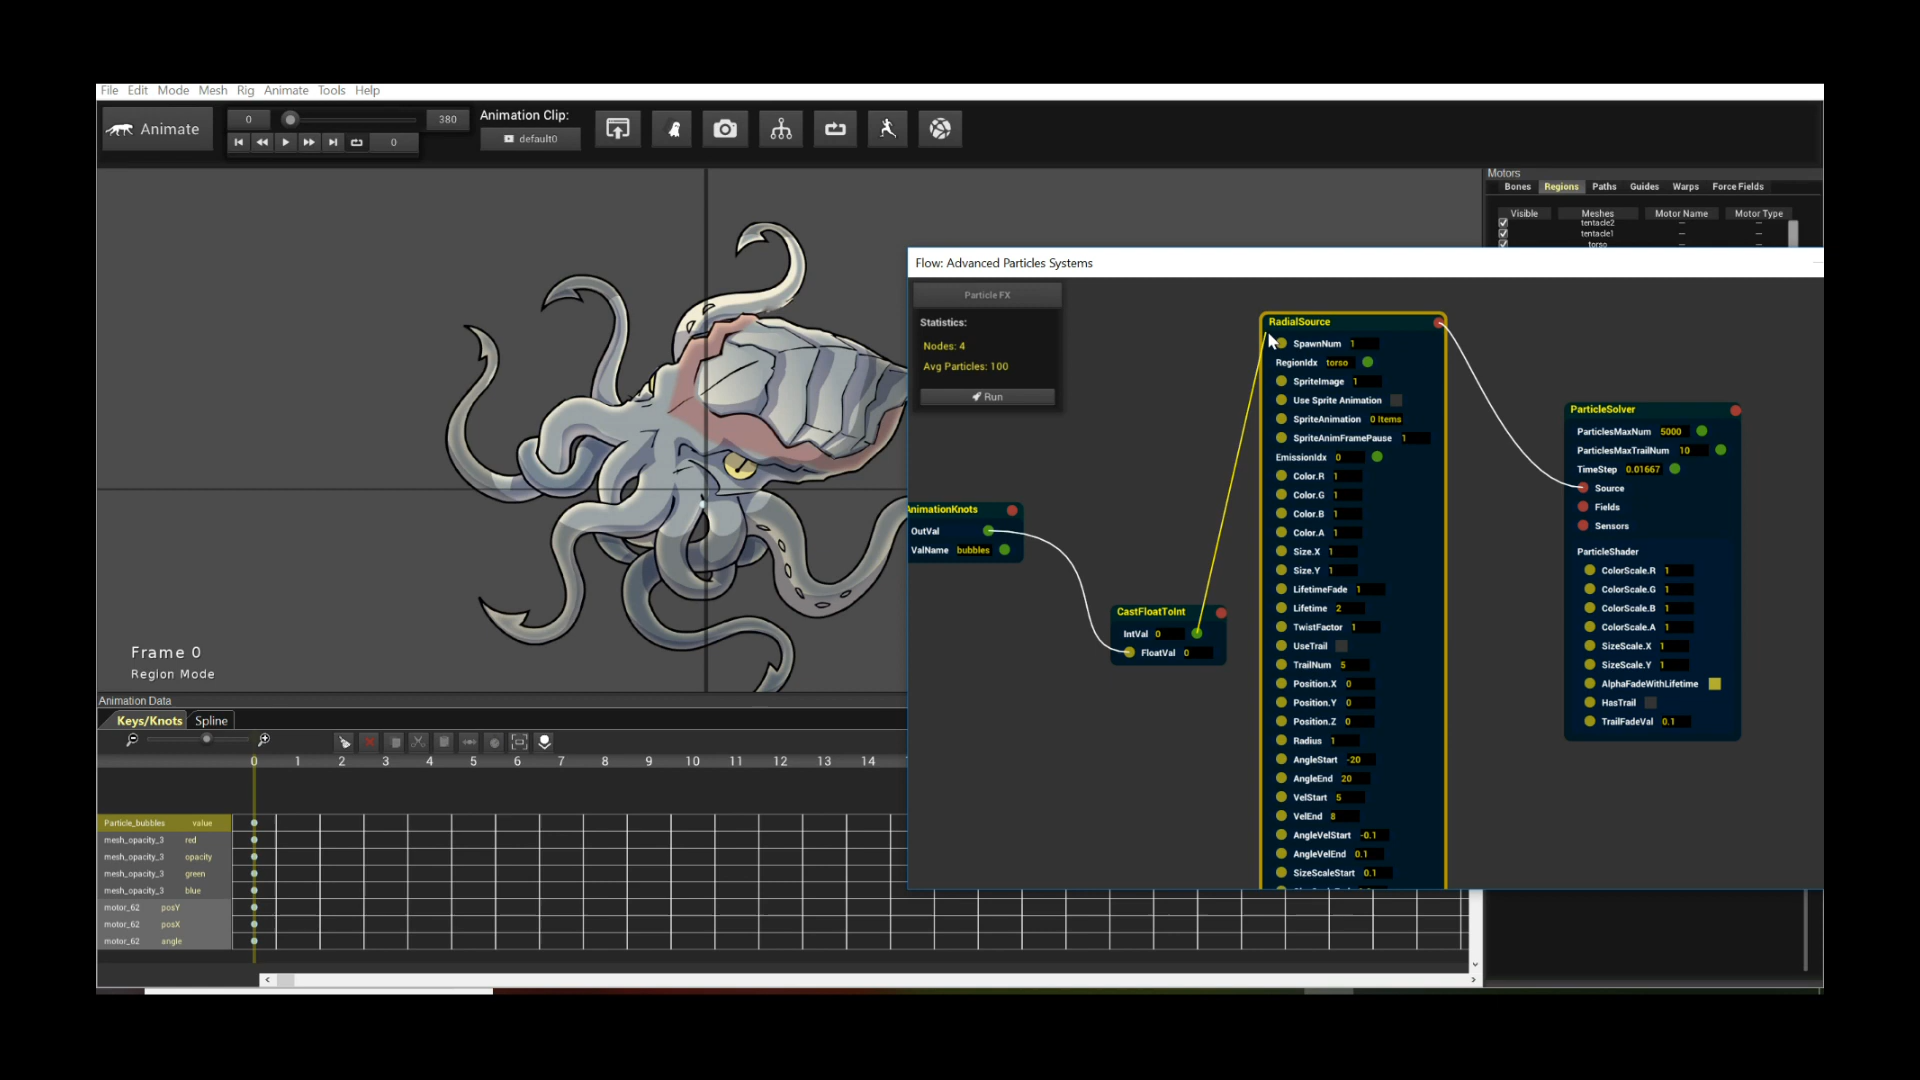 File Edit Mode Mesh Rig Animate Tools Help
Animate
0
380
0
Animation Clip:
default0
Motors
Bones Regions Paths Guides Warps Force Fields
Visible Meshes Motor Name Motor Type
tentacle2 — —
tentacle1 — —
torso — —
Flow: Advanced Particles Systems
Particle FX
Statistics:
Nodes: 4
Avg Particles: 100
Run
AnimationKnots
OutVal
ValName bubbles
CastFloatToInt
IntVal 0
FloatVal 0
RadialSource
SpawnNum 1
RegionIdx torso
SpriteImage 1
Use Sprite Animation
SpriteAnimation 0 Items
SpriteAnimFramePause 1
EmissionIdx 0
Color.R 1
Color.G 1
Color.B 1
Color.A 1
Size.X 1
Size.Y 1
LifetimeFade 1
Lifetime 2
TwistFactor 1
UseTrail
TrailNum 5
Position.X 0
Position.Y 0
Position.Z 0
Radius 1
AngleStart -20
AngleEnd 20
VelStart 5
VelEnd 8
AngleVelStart -0.1
AngleVelEnd 0.1
SizeScaleStart 0.1
ParticleSolver
ParticlesMaxNum 5000
ParticlesMaxTrailNum 10
TimeStep 0.01667
Source
Fields
Sensors
ParticleShader
ColorScale.R 1
ColorScale.G 1
ColorScale.B 1
ColorScale.A 1
SizeScale.X 1
SizeScale.Y 1
AlphaFadeWithLifetime
HasTrail
TrailFadeVal 0.1
Frame 0
Region Mode
Animation Data
Keys/Knots Spline
0 1 2 3 4 5 6 7 8 9 10 11 12 13 14
Particle_bubbles value
mesh_opacity_3 red
mesh_opacity_3 opacity
mesh_opacity_3 green
mesh_opacity_3 blue
motor_62 posY
motor_62 posX
motor_62 angle